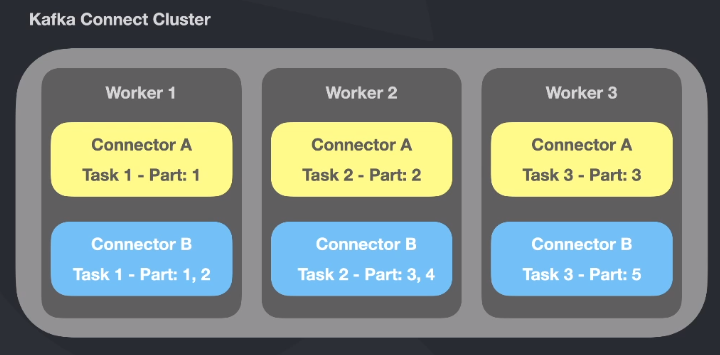 Kafka Connect Cluster
Worker 1
Connector A
Task 1 - Part: 1
Connector B
Task 1 - Part: 1, 2
Worker 2
Connector A
Task 2 - Part: 2
Connector B
Task 2 - Part: 3, 4
Worker 3
Connector A
Task 3 - Part: 3
Connector B
Task 3 - Part: 5